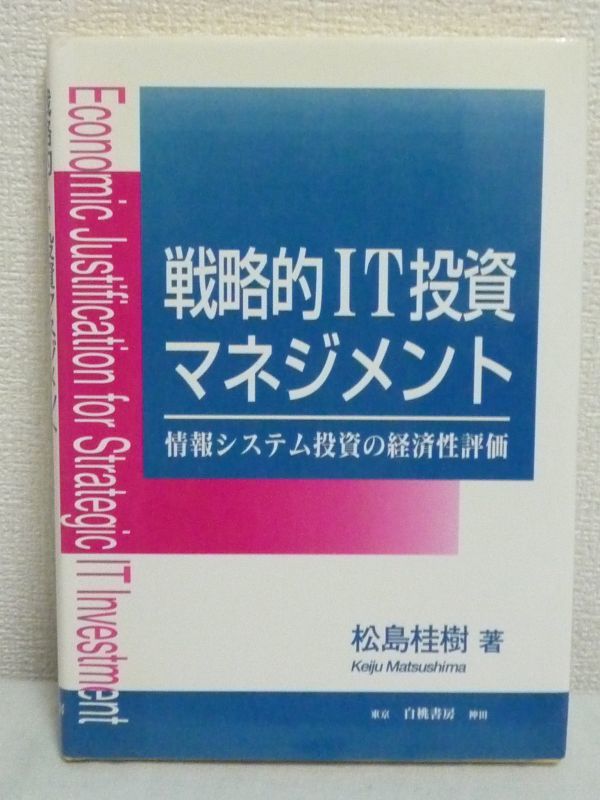 Economic Justification for Strategic IT Investment
戦略的IT投資
マネジメント
情報システム投資の経済性評価
松島桂樹 著
Keiju Matsushima
東京 白桃書房 神田